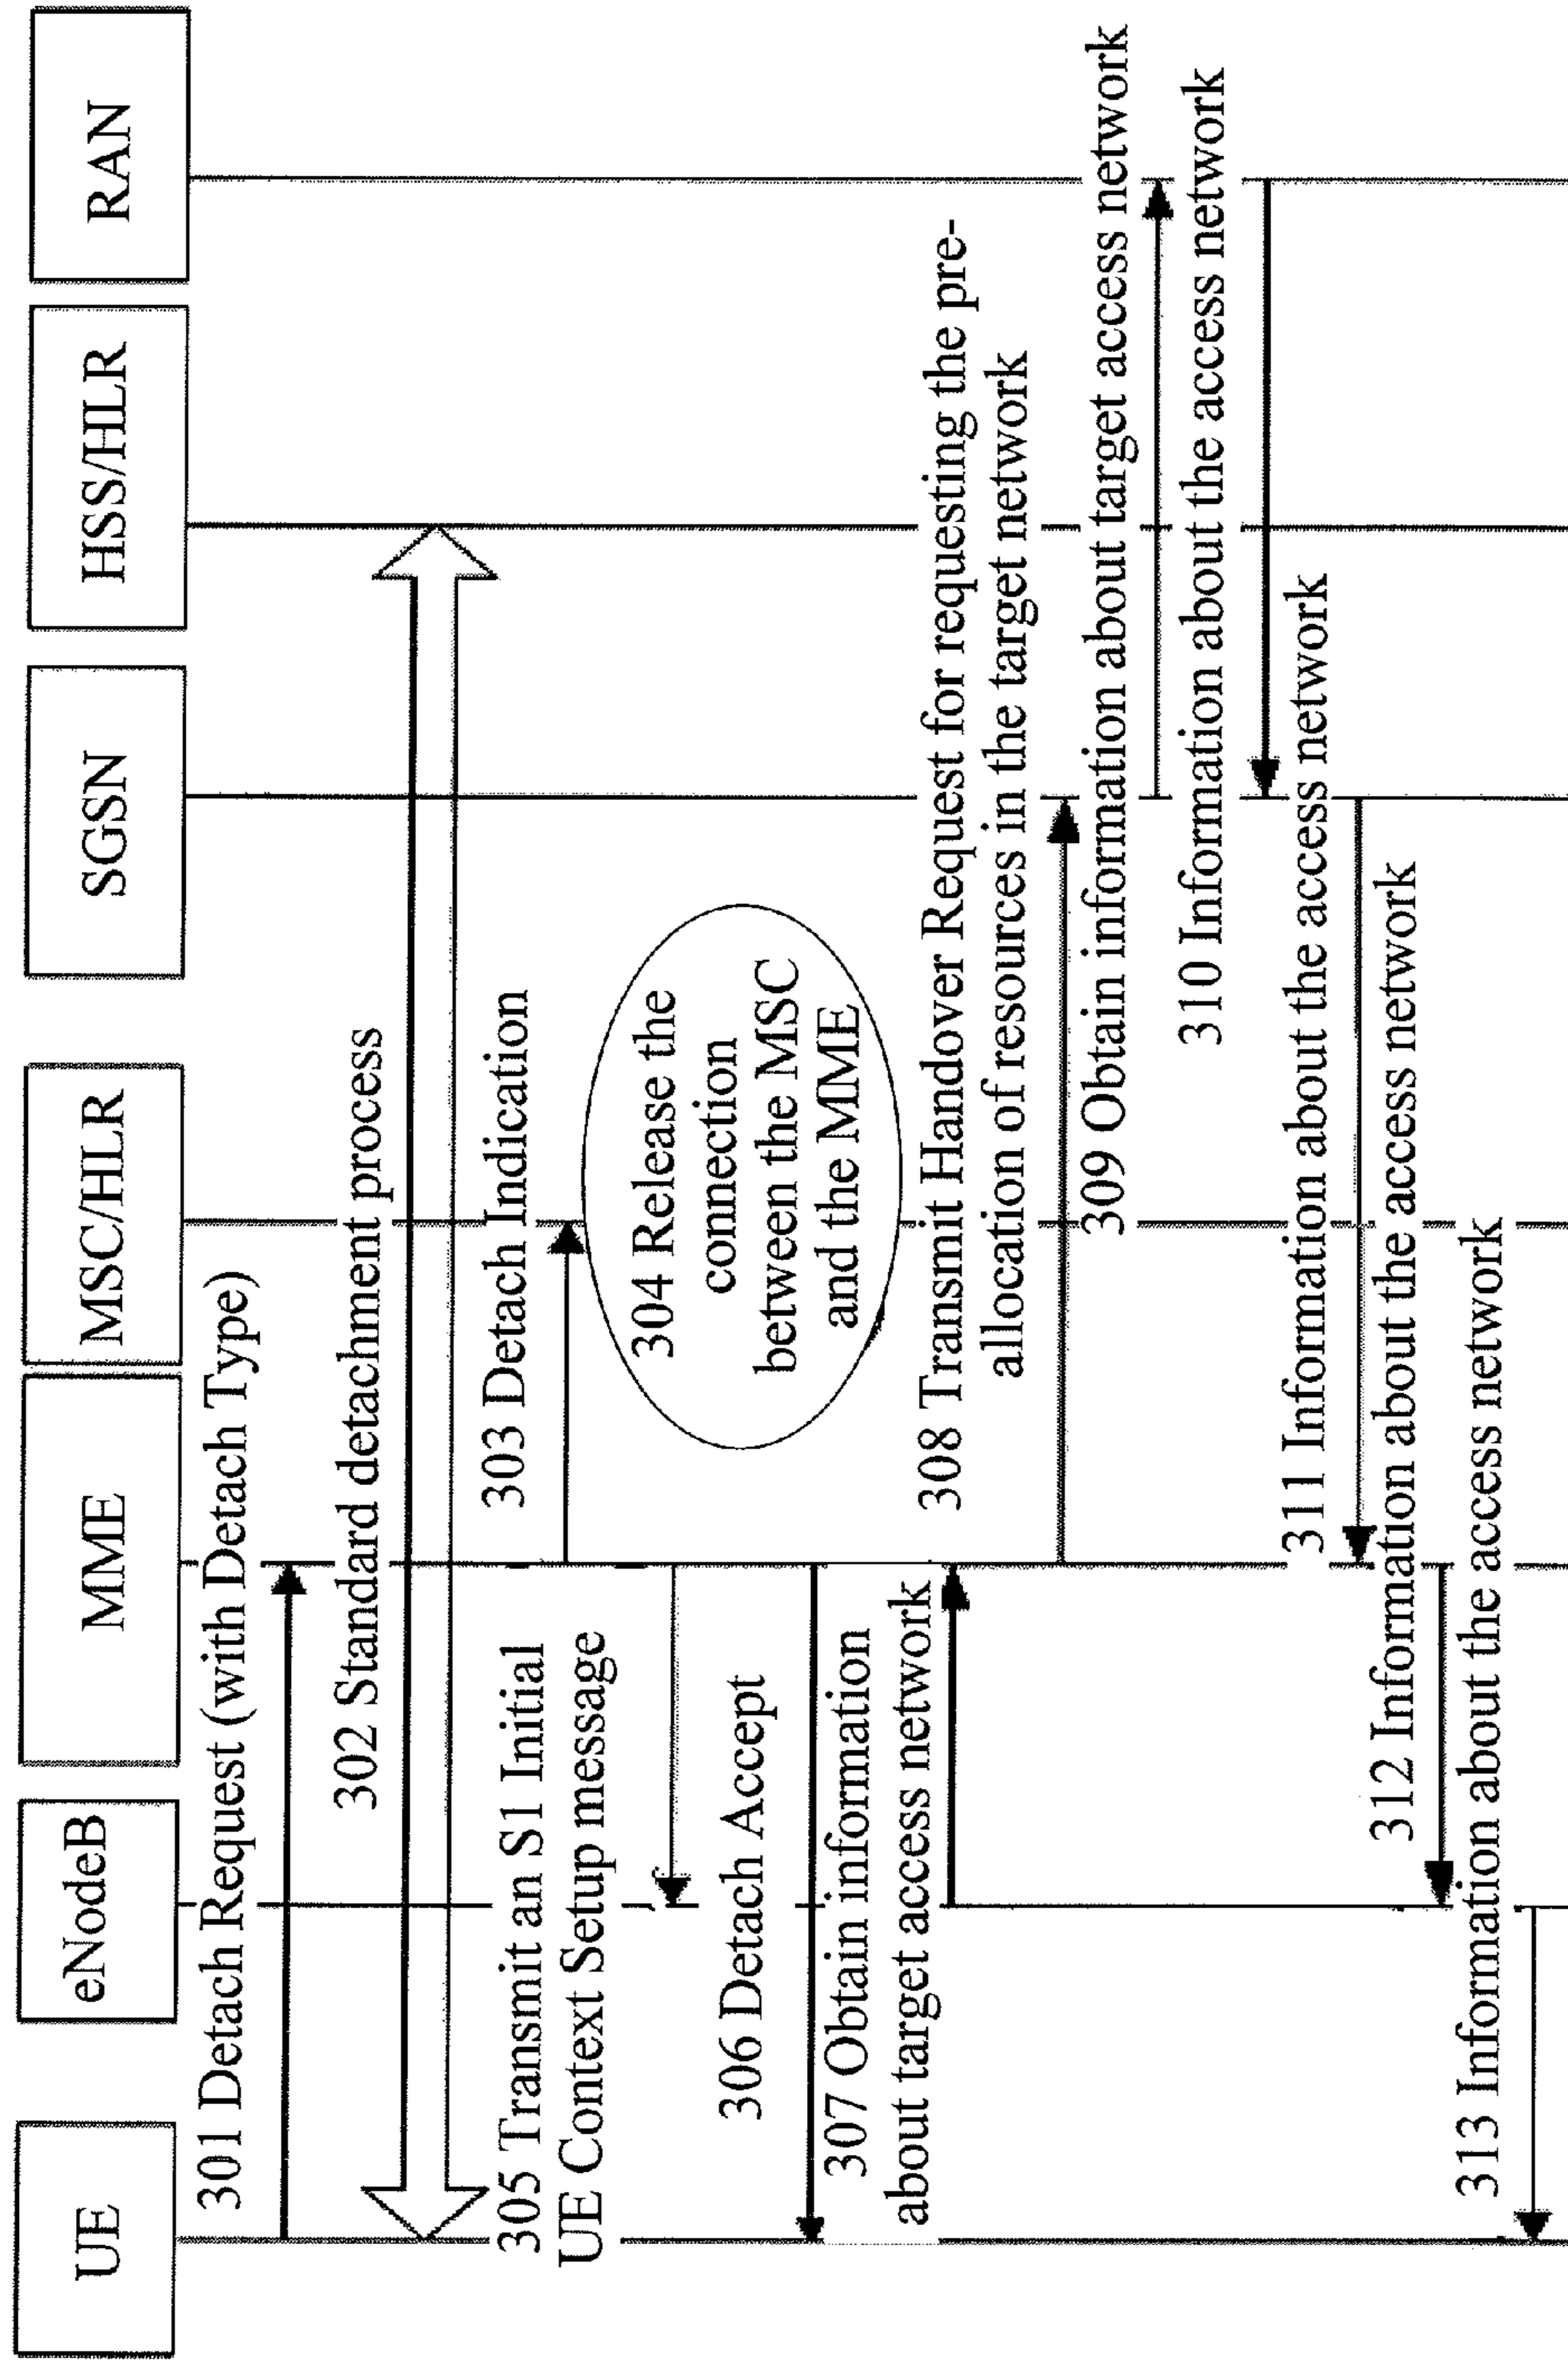 UE
eNodeB
MME
MSC/HLR
SGSN
HSS/HLR
RAN
301 Detach Request (with Detach Type)
302 Standard detachment process
303 Detach Indication
304 Release the
connection
between the MSC
and the MME
305 Transmit an S1 Initial
UE Context Setup message
306 Detach Accept
307 Obtain information
about target access network
308 Transmit Handover Request for requesting the pre-
allocation of resources in the target network
309 Obtain information about target access network
310 Information about the access network
311 Information about the access network
312 Information about the access network
313 Information about the access network